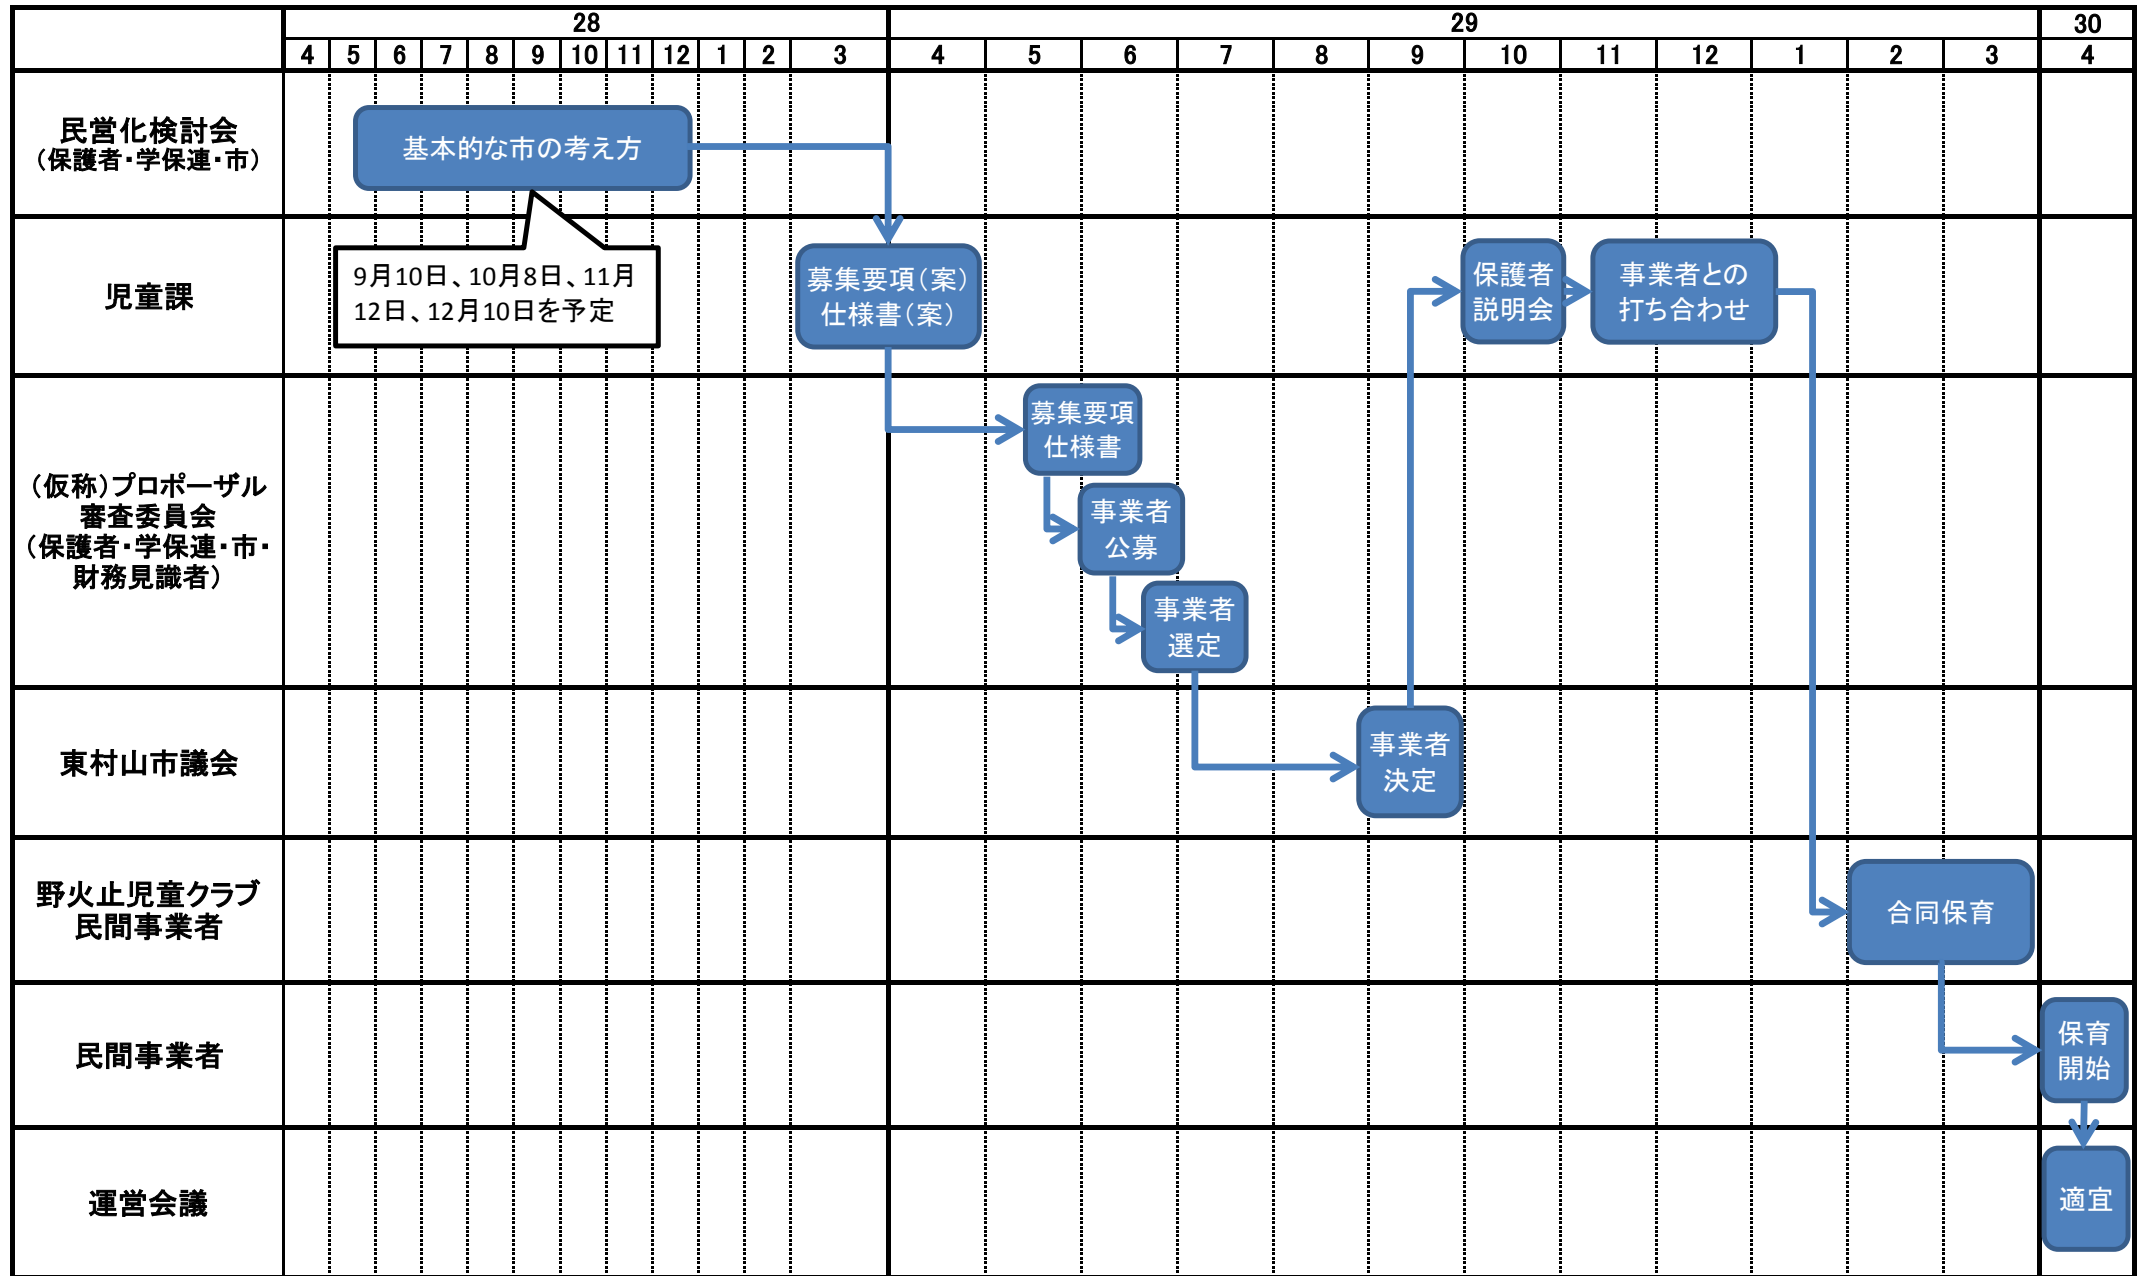 28 29 30
4 5 6 7 8 9 10 11 12 1 2 3 4 5 6 7 8 9 10 11 12 1 2 3 4
民営化検討会
（保護者・学保連・市）
基本的な市の考え方
9月10日、10月8日、11月
12日、12月10日を予定
児童課
募集要項（案）
仕様書（案）
保護者
説明会
事業者との
打ち合わせ
（仮称）プロポーザル
審査委員会
（保護者・学保連・市・
財務見識者）
募集要項
仕様書
事業者
公募
事業者
選定
東村山市議会
事業者
決定
野火止児童クラブ
民間事業者
合同保育
民間事業者
保育
開始
運営会議
適宜